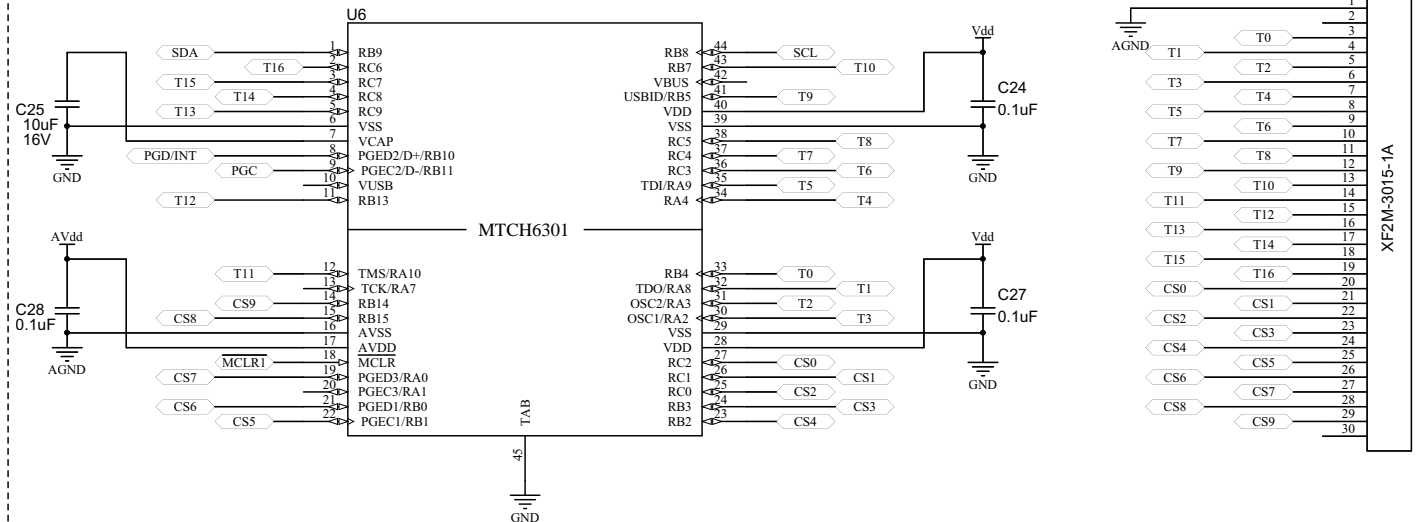 U6
MTCH6301
SDA 1 RB9
T16 2 RC6
T15 3 RC7
T14 4 RC8
T13 5 RC9
6 VSS
7 VCAP
PGD/INT 8 PGED2/D+/RB10
PGC 9 PGEC2/D-/RB11
10 VUSB
T12 11 RB13
T11 12 TMS/RA10
13 TCK/RA7
CS9 14 RB14
CS8 15 RB15
16 AVSS
17 AVDD
MCLR1 18 MCLR
CS7 19 PGED3/RA0
20 PGEC3/RA1
CS6 21 PGED1/RB0
CS5 22 PGEC1/RB1
RB8 44 SCL
RB7 43 T10
VBUS 42
USBID/RB5 41 T9
VDD 40
VSS 39
RC5 38 T8
RC4 37 T7
RC3 36 T6
TDI/RA9 35 T5
RA4 34 T4
RB4 33 T0
TDO/RA8 32 T1
OSC2/RA3 31 T2
OSC1/RA2 30 T3
VSS 29
VDD 28
RC2 27 CS0
RC1 26 CS1
RC0 25 CS2
RB3 24 CS3
RB2 23 CS4
TAB
45
GND
C25
10uF
16V
GND
AVdd
C28
0.1uF
AGND
Vdd
C24
0.1uF
GND
Vdd
C27
0.1uF
GND
AGND
1
2
T0 3
T1 4
T2 5
T3 6
T4 7
T5 8
T6 9
T7 10
T8 11
T9 12
T10 13
T11 14
T12 15
T13 16
T14 17
T15 18
T16 19
CS0 20
CS1 21
CS2 22
CS3 23
CS4 24
CS5 25
CS6 26
CS7 27
CS8 28
CS9 29
30
XF2M-3015-1A